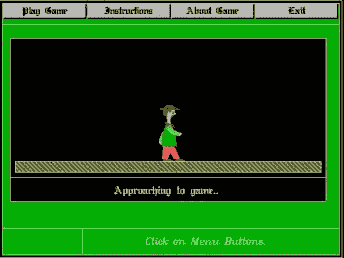 Play Game
Instructions
About Game
Exit
Approaching to game..
Click on Menu Buttons.